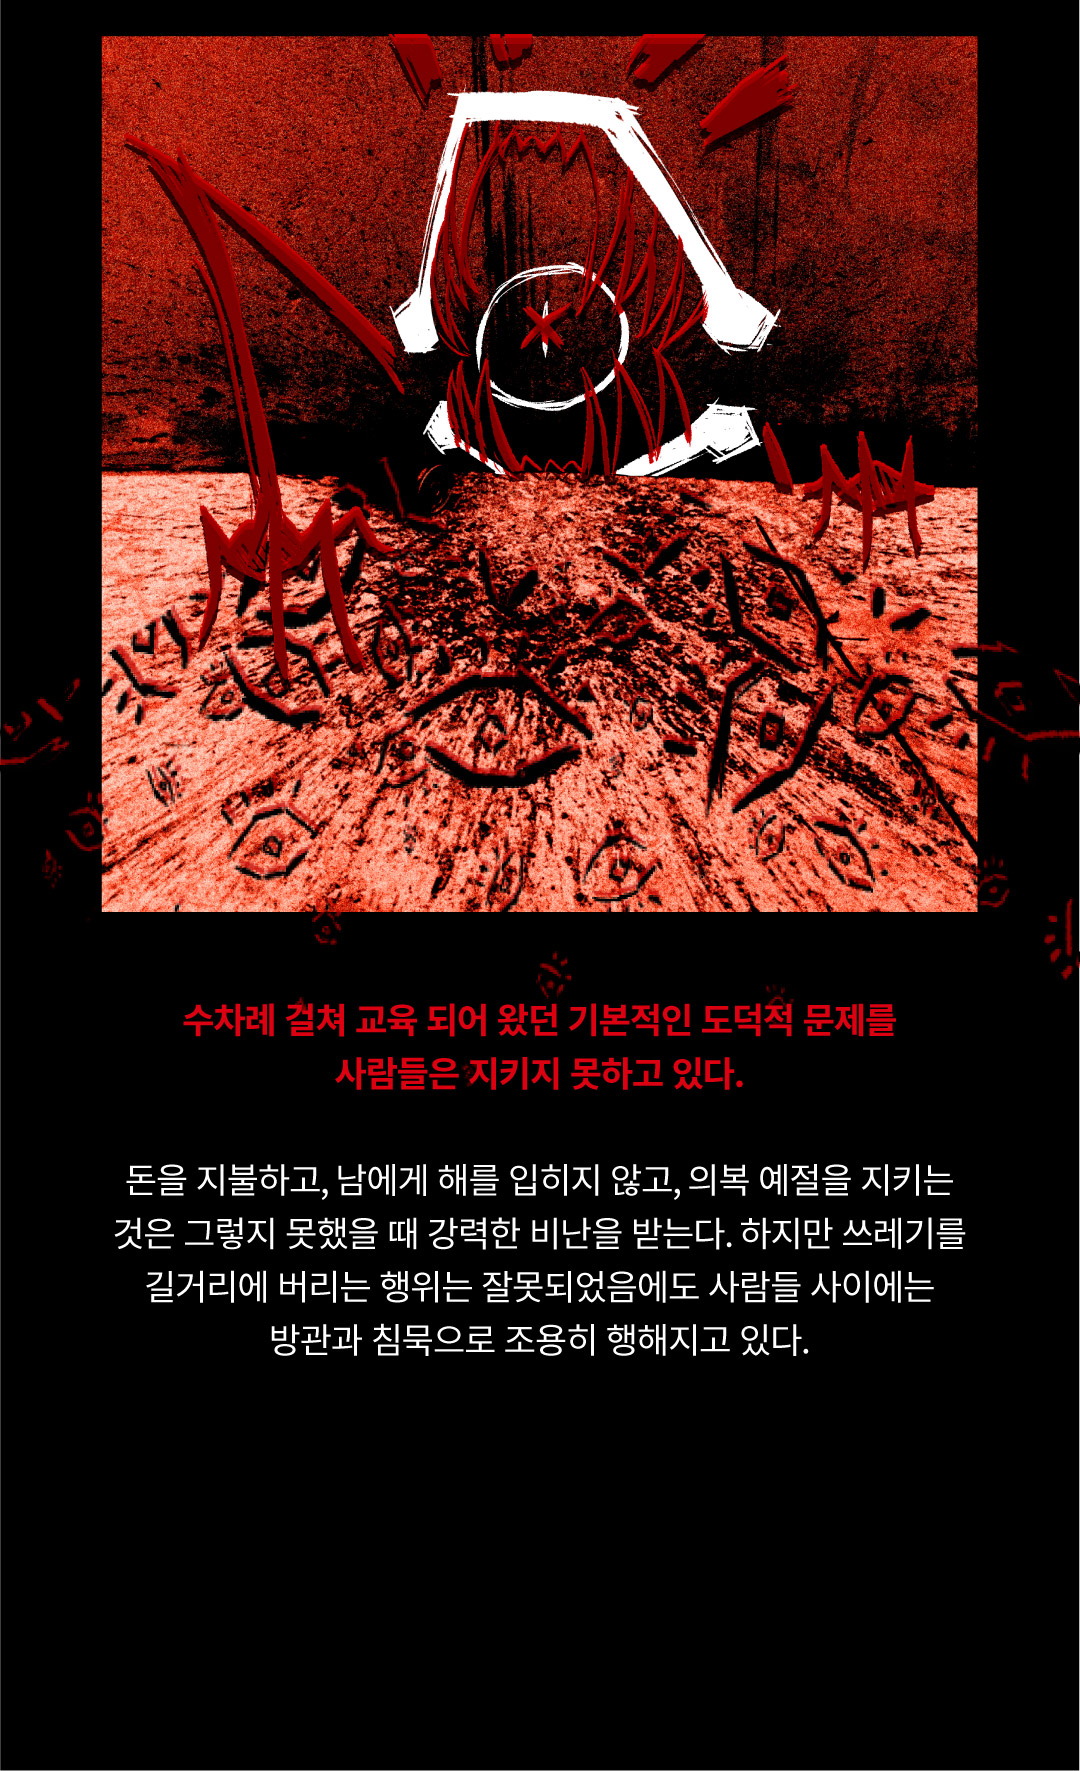 수차례 걸쳐 교육 되어 왔던 기본적인 도덕적 문제를
사람들은 지키지 못하고 있다.
돈을 지불하고, 남에게 해를 입히지 않고, 의복 예절을 지키는
것은 그렇지 못했을 때 강력한 비난을 받는다. 하지만 쓰레기를
길거리에 버리는 행위는 잘못되었음에도 사람들 사이에는
방관과 침묵으로 조용히 행해지고 있다.